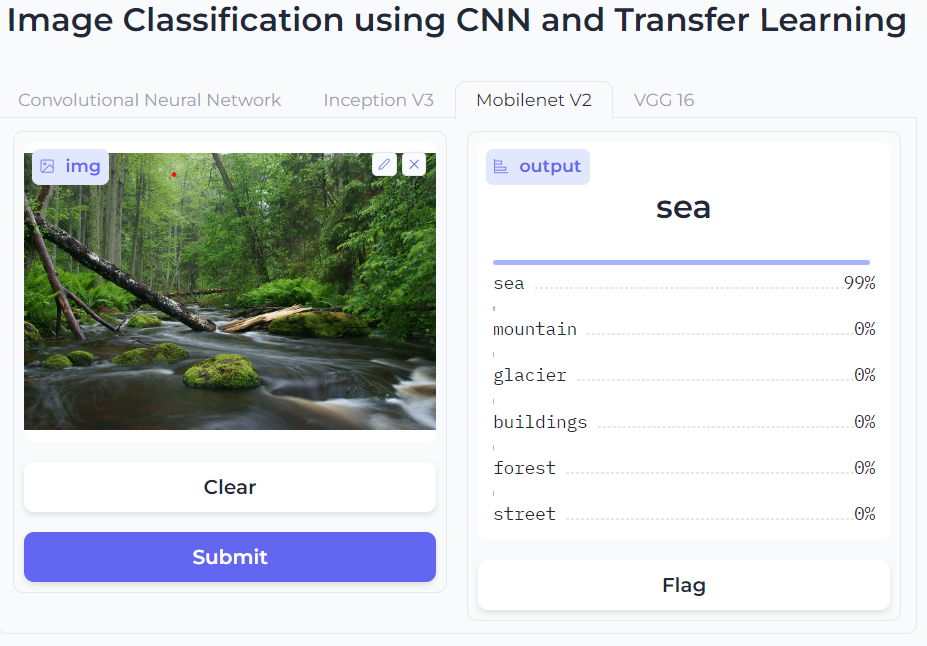 Image Classification using CNN and Transfer Learning
Convolutional Neural Network
Inception V3
Mobilenet V2
VGG 16
img
Clear
Submit
output
sea
sea 99%
mountain 0%
glacier 0%
buildings 0%
forest 0%
street 0%
Flag